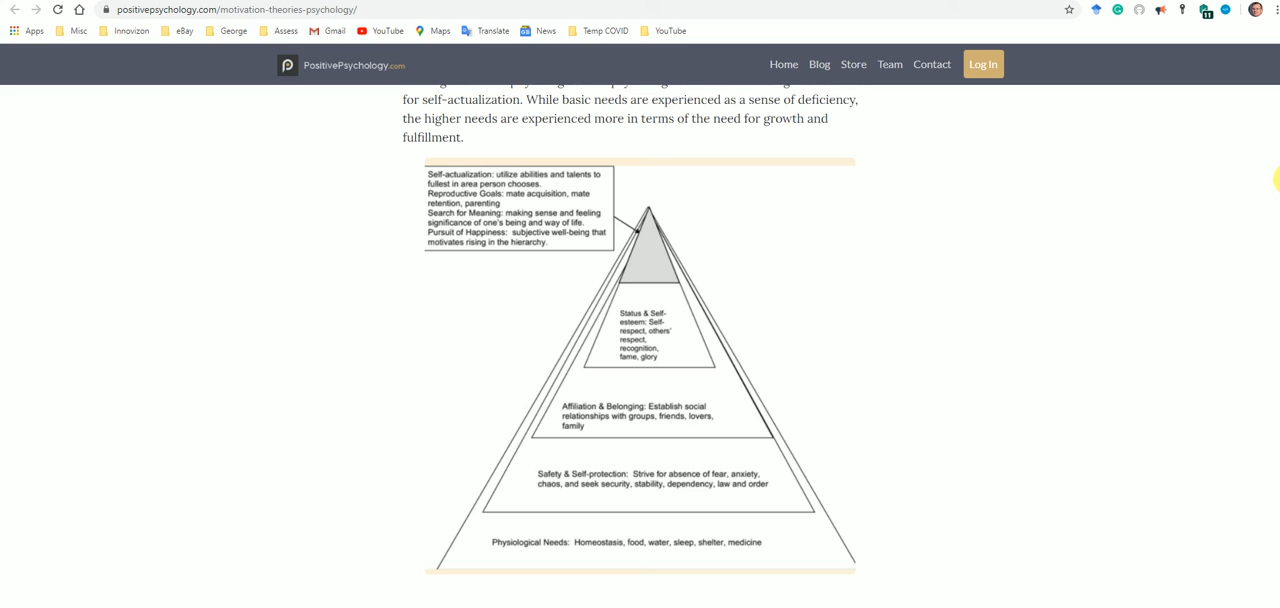 positivepsychology.com/motivation-theories-psychology/
Apps Misc Innovizon eBay George Assess Gmail YouTube Maps Translate News Temp COVID YouTube
11
PositivePsychology.com Home Blog Store Team Contact Log In
for self-actualization. While basic needs are experienced as a sense of deficiency,
the higher needs are experienced more in terms of the need for growth and
fulfillment.
Self-actualization: utilize abilities and talents to
fullest in area person chooses.
Reproductive Goals: mate acquisition, mate
retention, parenting
Search for Meaning: making sense and feeling
significance of one's being and way of life.
Pursuit of Happiness: subjective well-being that
motivates rising in the hierarchy.
Status & Self-
esteem: Self-
respect, others'
respect,
recognition,
fame, glory
Affiliation & Belonging: Establish social
relationships with groups, friends, lovers,
family
Safety & Self-protection: Strive for absence of fear, anxiety,
chaos, and seek security, stability, dependency, law and order
Physiological Needs: Homeostasis, food, water, sleep, shelter, medicine